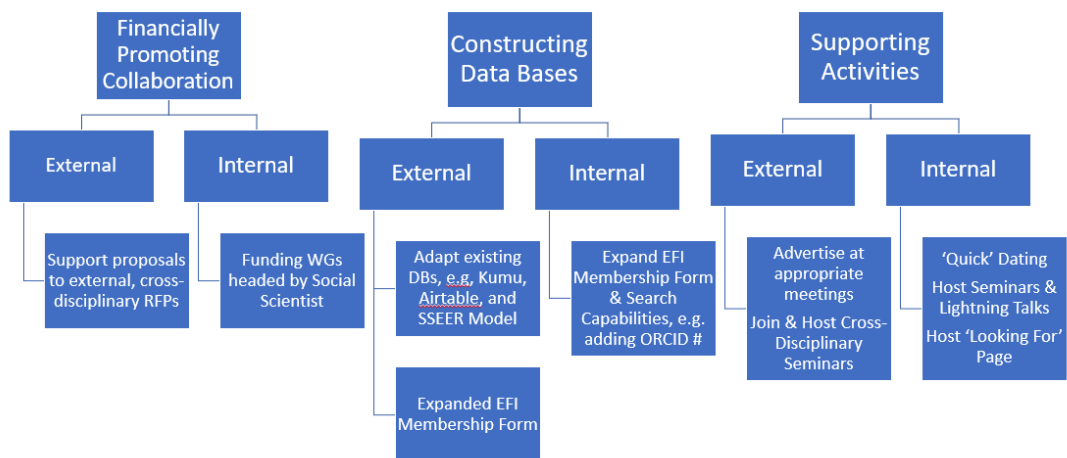 Financially
Promoting
Collaboration
External
Internal
Support proposals
to external, cross-
disciplinary RFPs
Funding WGs
headed by Social
Scientist
Constructing
Data Bases
External
Internal
Adapt existing
DBs, e.g, Kumu,
Airtable, and
SSEER Model
Expanded EFI
Membership Form
Expand EFI
Membership Form
& Search
Capabilities, e.g.
adding ORCID #
Supporting
Activities
External
Internal
Advertise at
appropriate
meetings
Join & Host Cross-
Disciplinary
Seminars
‘Quick’ Dating
Host Seminars &
Lightning Talks
Host ‘Looking For’
Page